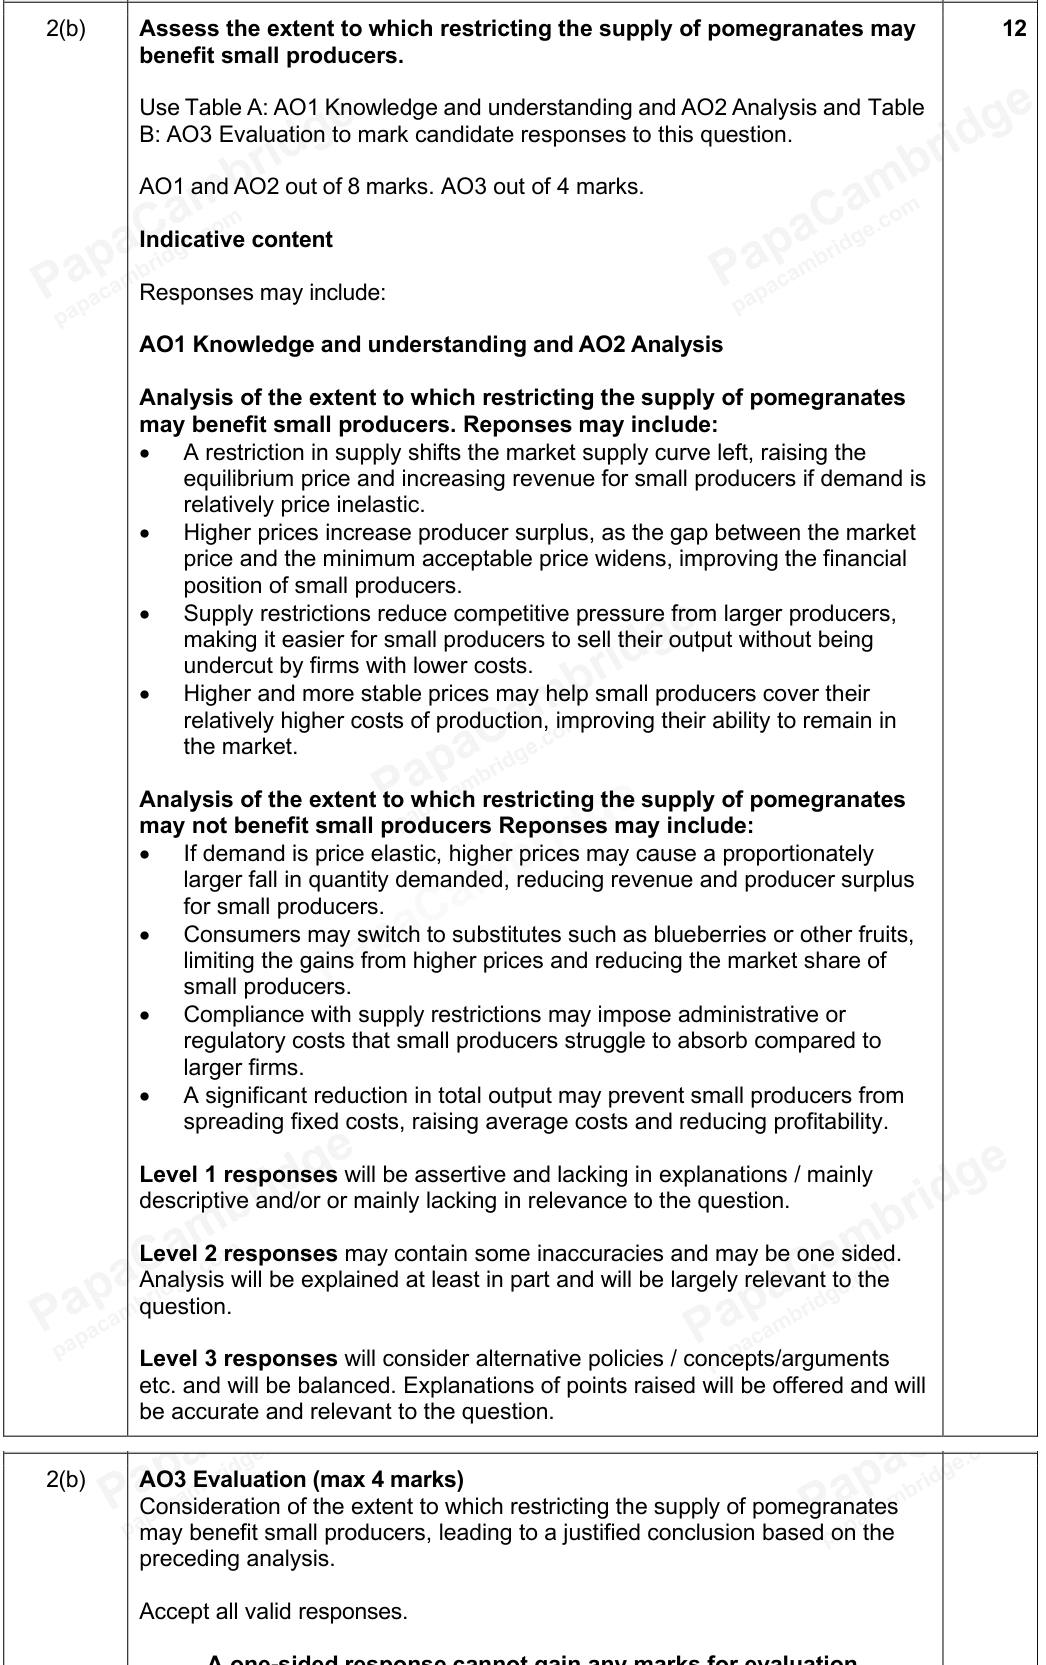 2(b) Assess the extent to which restricting the supply of pomegranates may 12
benefit small producers.
Use Table A: AO1 Knowledge and understanding and AO2 Analysis and Table
B: AO3 Evaluation to mark candidate responses to this question.
AO1 and AO2 out of 8 marks. AO3 out of 4 marks.
Indicative content
Responses may include:
AO1 Knowledge and understanding and AO2 Analysis
Analysis of the extent to which restricting the supply of pomegranates
may benefit small producers. Reponses may include:
• A restriction in supply shifts the market supply curve left, raising the
equilibrium price and increasing revenue for small producers if demand is
relatively price inelastic.
• Higher prices increase producer surplus, as the gap between the market
price and the minimum acceptable price widens, improving the financial
position of small producers.
• Supply restrictions reduce competitive pressure from larger producers,
making it easier for small producers to sell their output without being
undercut by firms with lower costs.
• Higher and more stable prices may help small producers cover their
relatively higher costs of production, improving their ability to remain in
the market.
Analysis of the extent to which restricting the supply of pomegranates
may not benefit small producers Reponses may include:
• If demand is price elastic, higher prices may cause a proportionately
larger fall in quantity demanded, reducing revenue and producer surplus
for small producers.
• Consumers may switch to substitutes such as blueberries or other fruits,
limiting the gains from higher prices and reducing the market share of
small producers.
• Compliance with supply restrictions may impose administrative or
regulatory costs that small producers struggle to absorb compared to
larger firms.
• A significant reduction in total output may prevent small producers from
spreading fixed costs, raising average costs and reducing profitability.
Level 1 responses will be assertive and lacking in explanations / mainly
descriptive and/or or mainly lacking in relevance to the question.
Level 2 responses may contain some inaccuracies and may be one sided.
Analysis will be explained at least in part and will be largely relevant to the
question.
Level 3 responses will consider alternative policies / concepts/arguments
etc. and will be balanced. Explanations of points raised will be offered and will
be accurate and relevant to the question.
2(b) AO3 Evaluation (max 4 marks)
Consideration of the extent to which restricting the supply of pomegranates
may benefit small producers, leading to a justified conclusion based on the
preceding analysis.
Accept all valid responses.
A one-sided response cannot gain any marks for evaluation
PapaCambridge
papacambridge.com